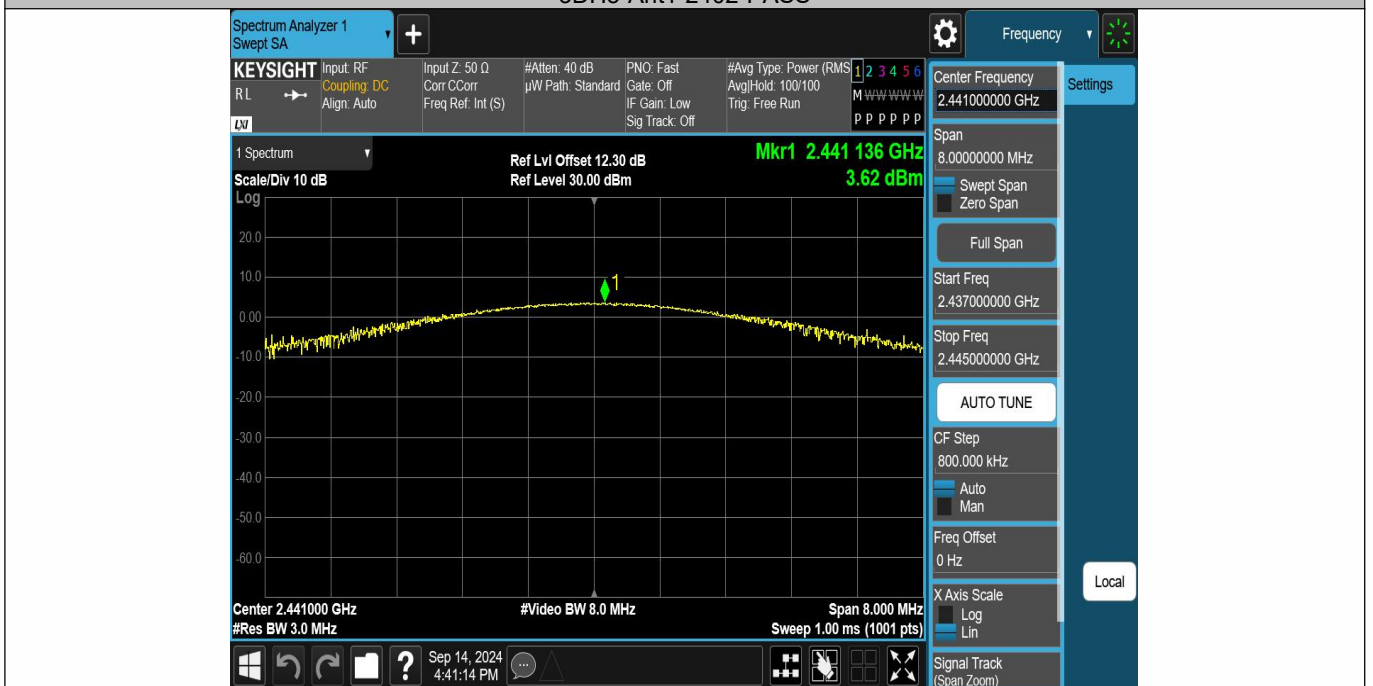 Spectrum Analyzer 1
Swept SA
Frequency
KEYSIGHT
RL
LXI
Input: RF
Coupling: DC
Align: Auto
Input Z: 50 Ω
Corr CCorr
Freq Ref: Int (S)
#Atten: 40 dB
µW Path: Standard
PNO: Fast
Gate: Off
IF Gain: Low
Sig Track: Off
#Avg Type: Power (RMS
Avg|Hold: 100/100
Trig: Free Run
1 2 3 4 5 6
M W W W W W
P P P P P P
1 Spectrum
Scale/Div 10 dB
Log
Ref Lvl Offset 12.30 dB
Ref Level 30.00 dBm
Mkr1 2.441 136 GHz
3.62 dBm
20.0
10.0
1
0.00
-10.0
-20.0
-30.0
-40.0
-50.0
-60.0
Center 2.441000 GHz
#Video BW 8.0 MHz
Span 8.000 MHz
#Res BW 3.0 MHz
Sweep 1.00 ms (1001 pts)
Center Frequency
2.441000000 GHz
Settings
Span
8.00000000 MHz
Swept Span
Zero Span
Full Span
Start Freq
2.437000000 GHz
Stop Freq
2.445000000 GHz
AUTO TUNE
CF Step
800.000 kHz
Auto
Man
Freq Offset
0 Hz
Local
X Axis Scale
Log
Lin
Signal Track
(Span Zoom)
Sep 14, 2024
4:41:14 PM